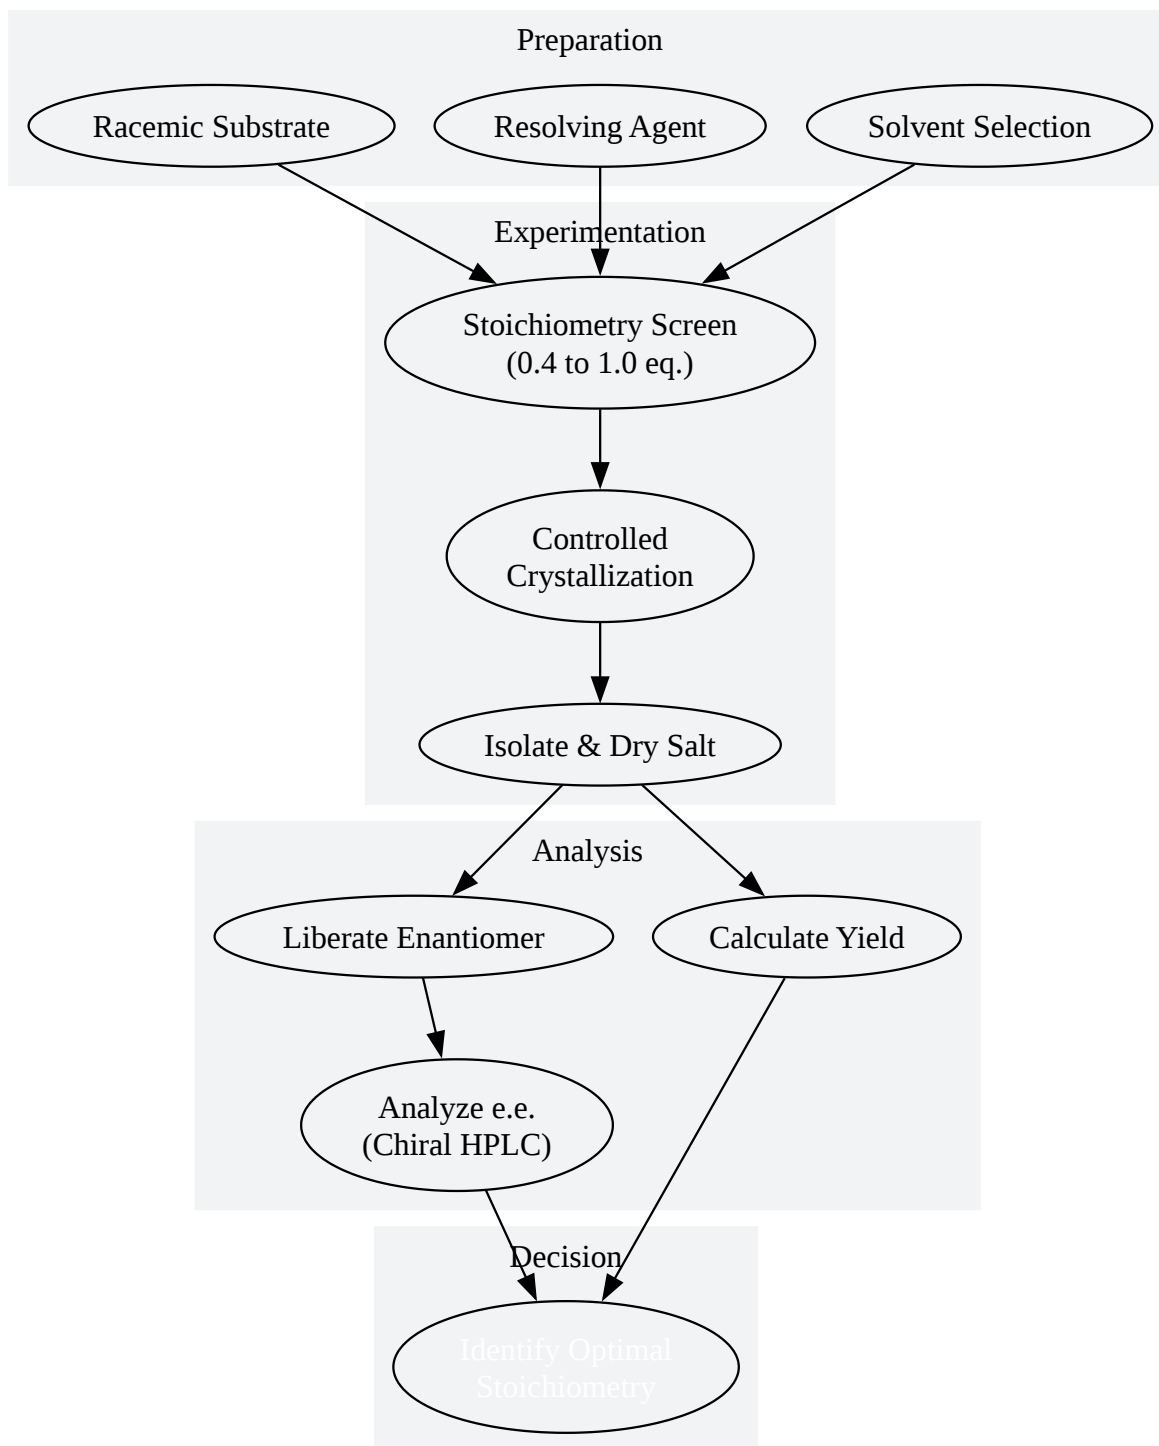 Preparation
Racemic Substrate
Resolving Agent
Solvent Selection
Experimentation
Stoichiometry Screen
(0.4 to 1.0 eq.)
Controlled
Crystallization
Isolate & Dry Salt
Analysis
Liberate Enantiomer
Calculate Yield
Analyze e.e.
(Chiral HPLC)
Decision
Identify Optimal
Stoichiometry